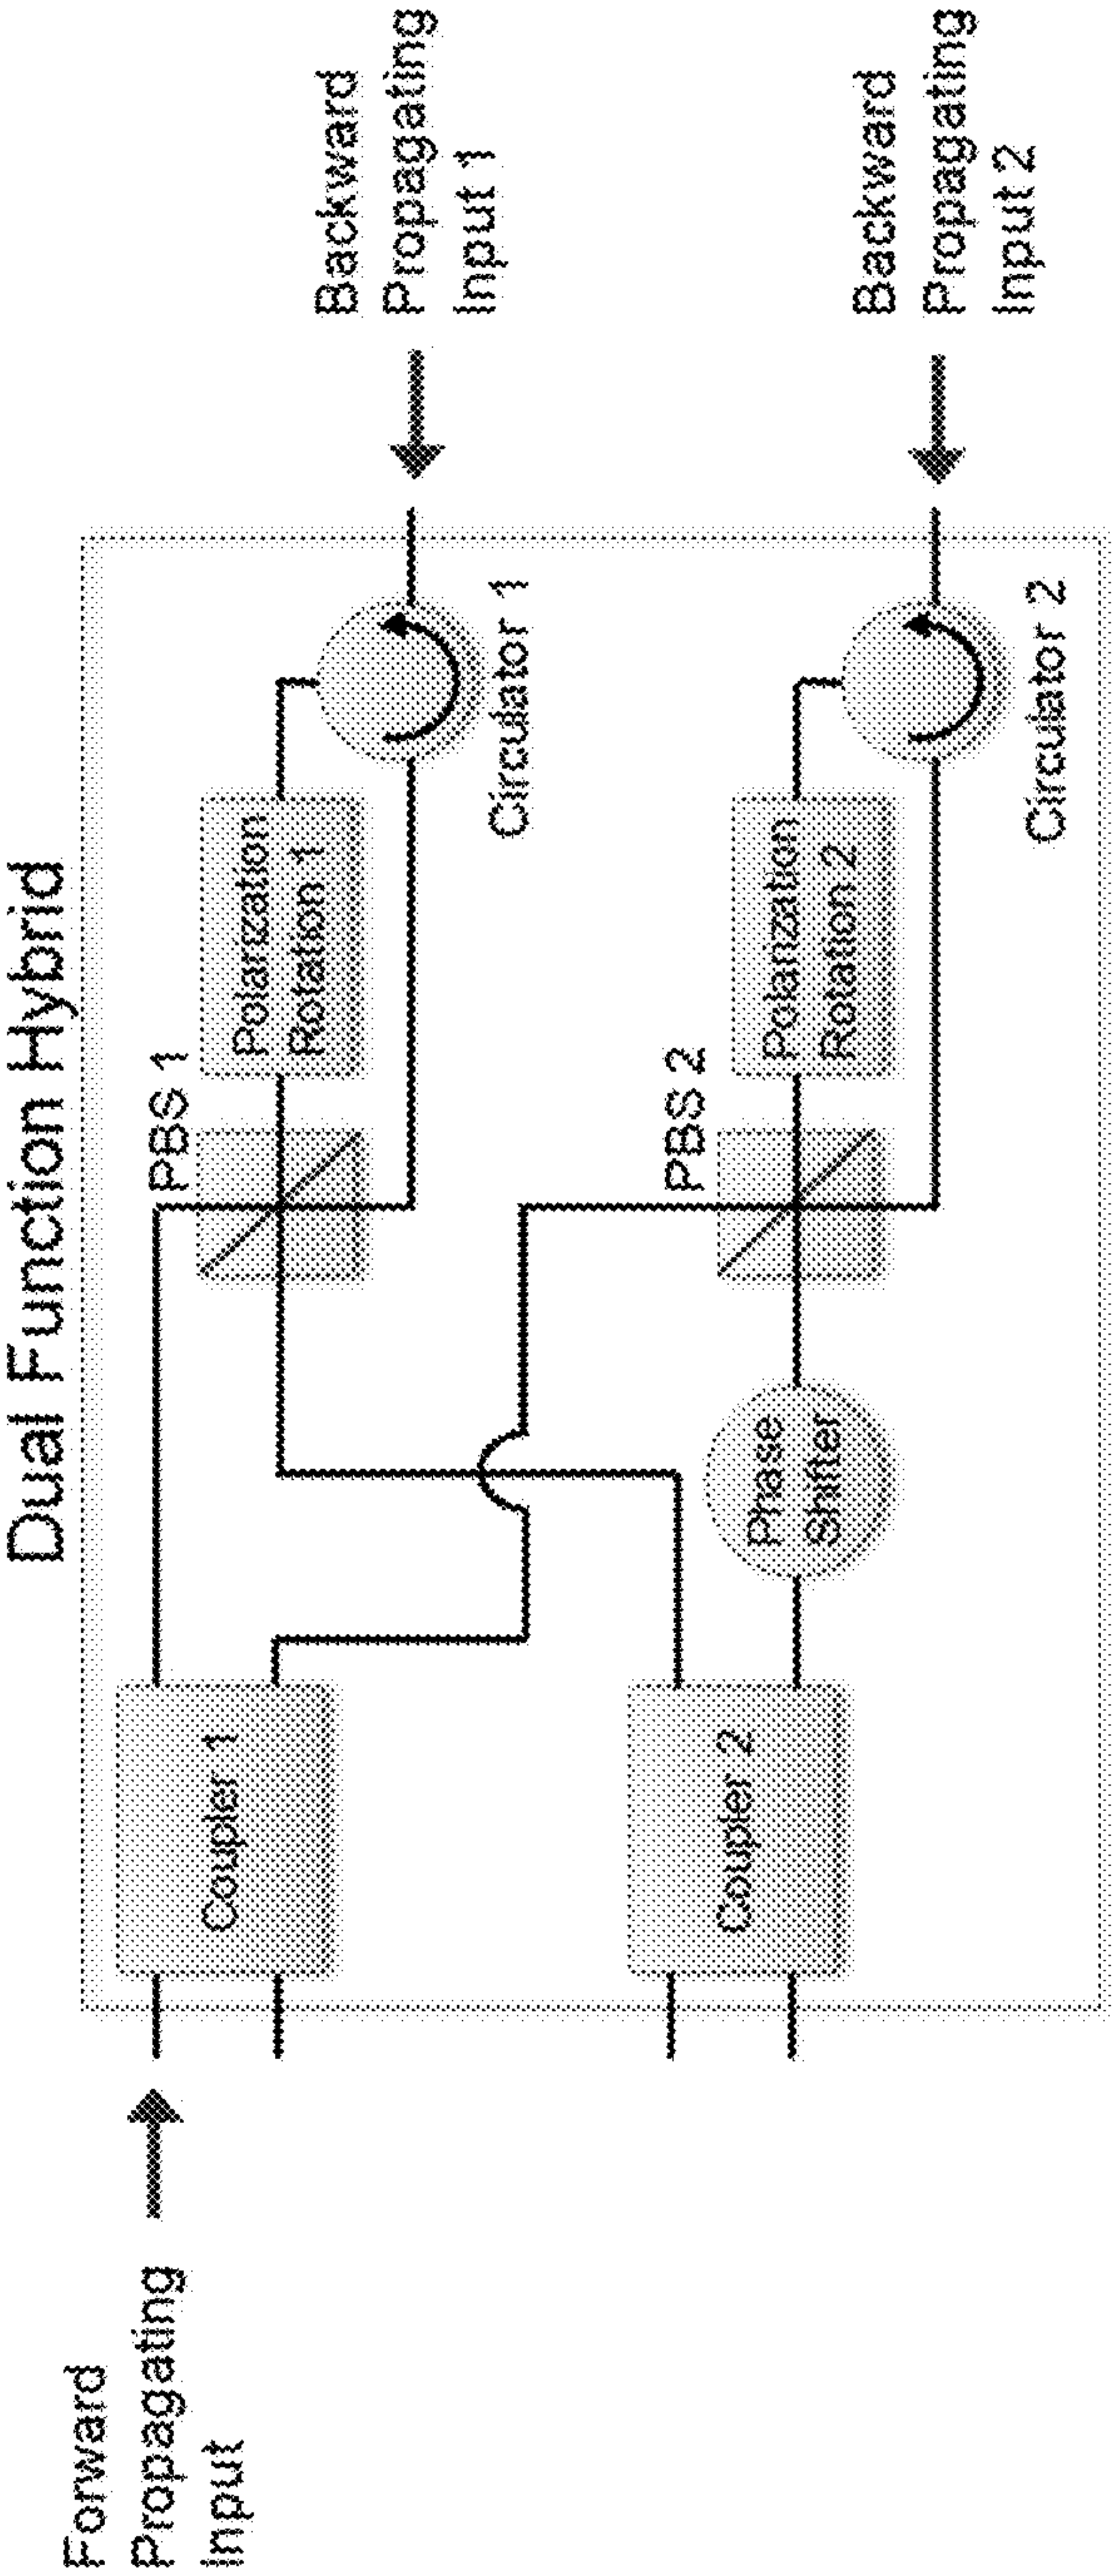 Dual Function Hybrid
Forward
Propagating
Input
Coupler 1
PBS 1
Polarization
Rotation 1
Circulator 1
Backward
Propagating
Input 1
Coupler 2
Phase
Shifter
PBS 2
Polarization
Rotation 2
Circulator 2
Backward
Propagating
Input 2